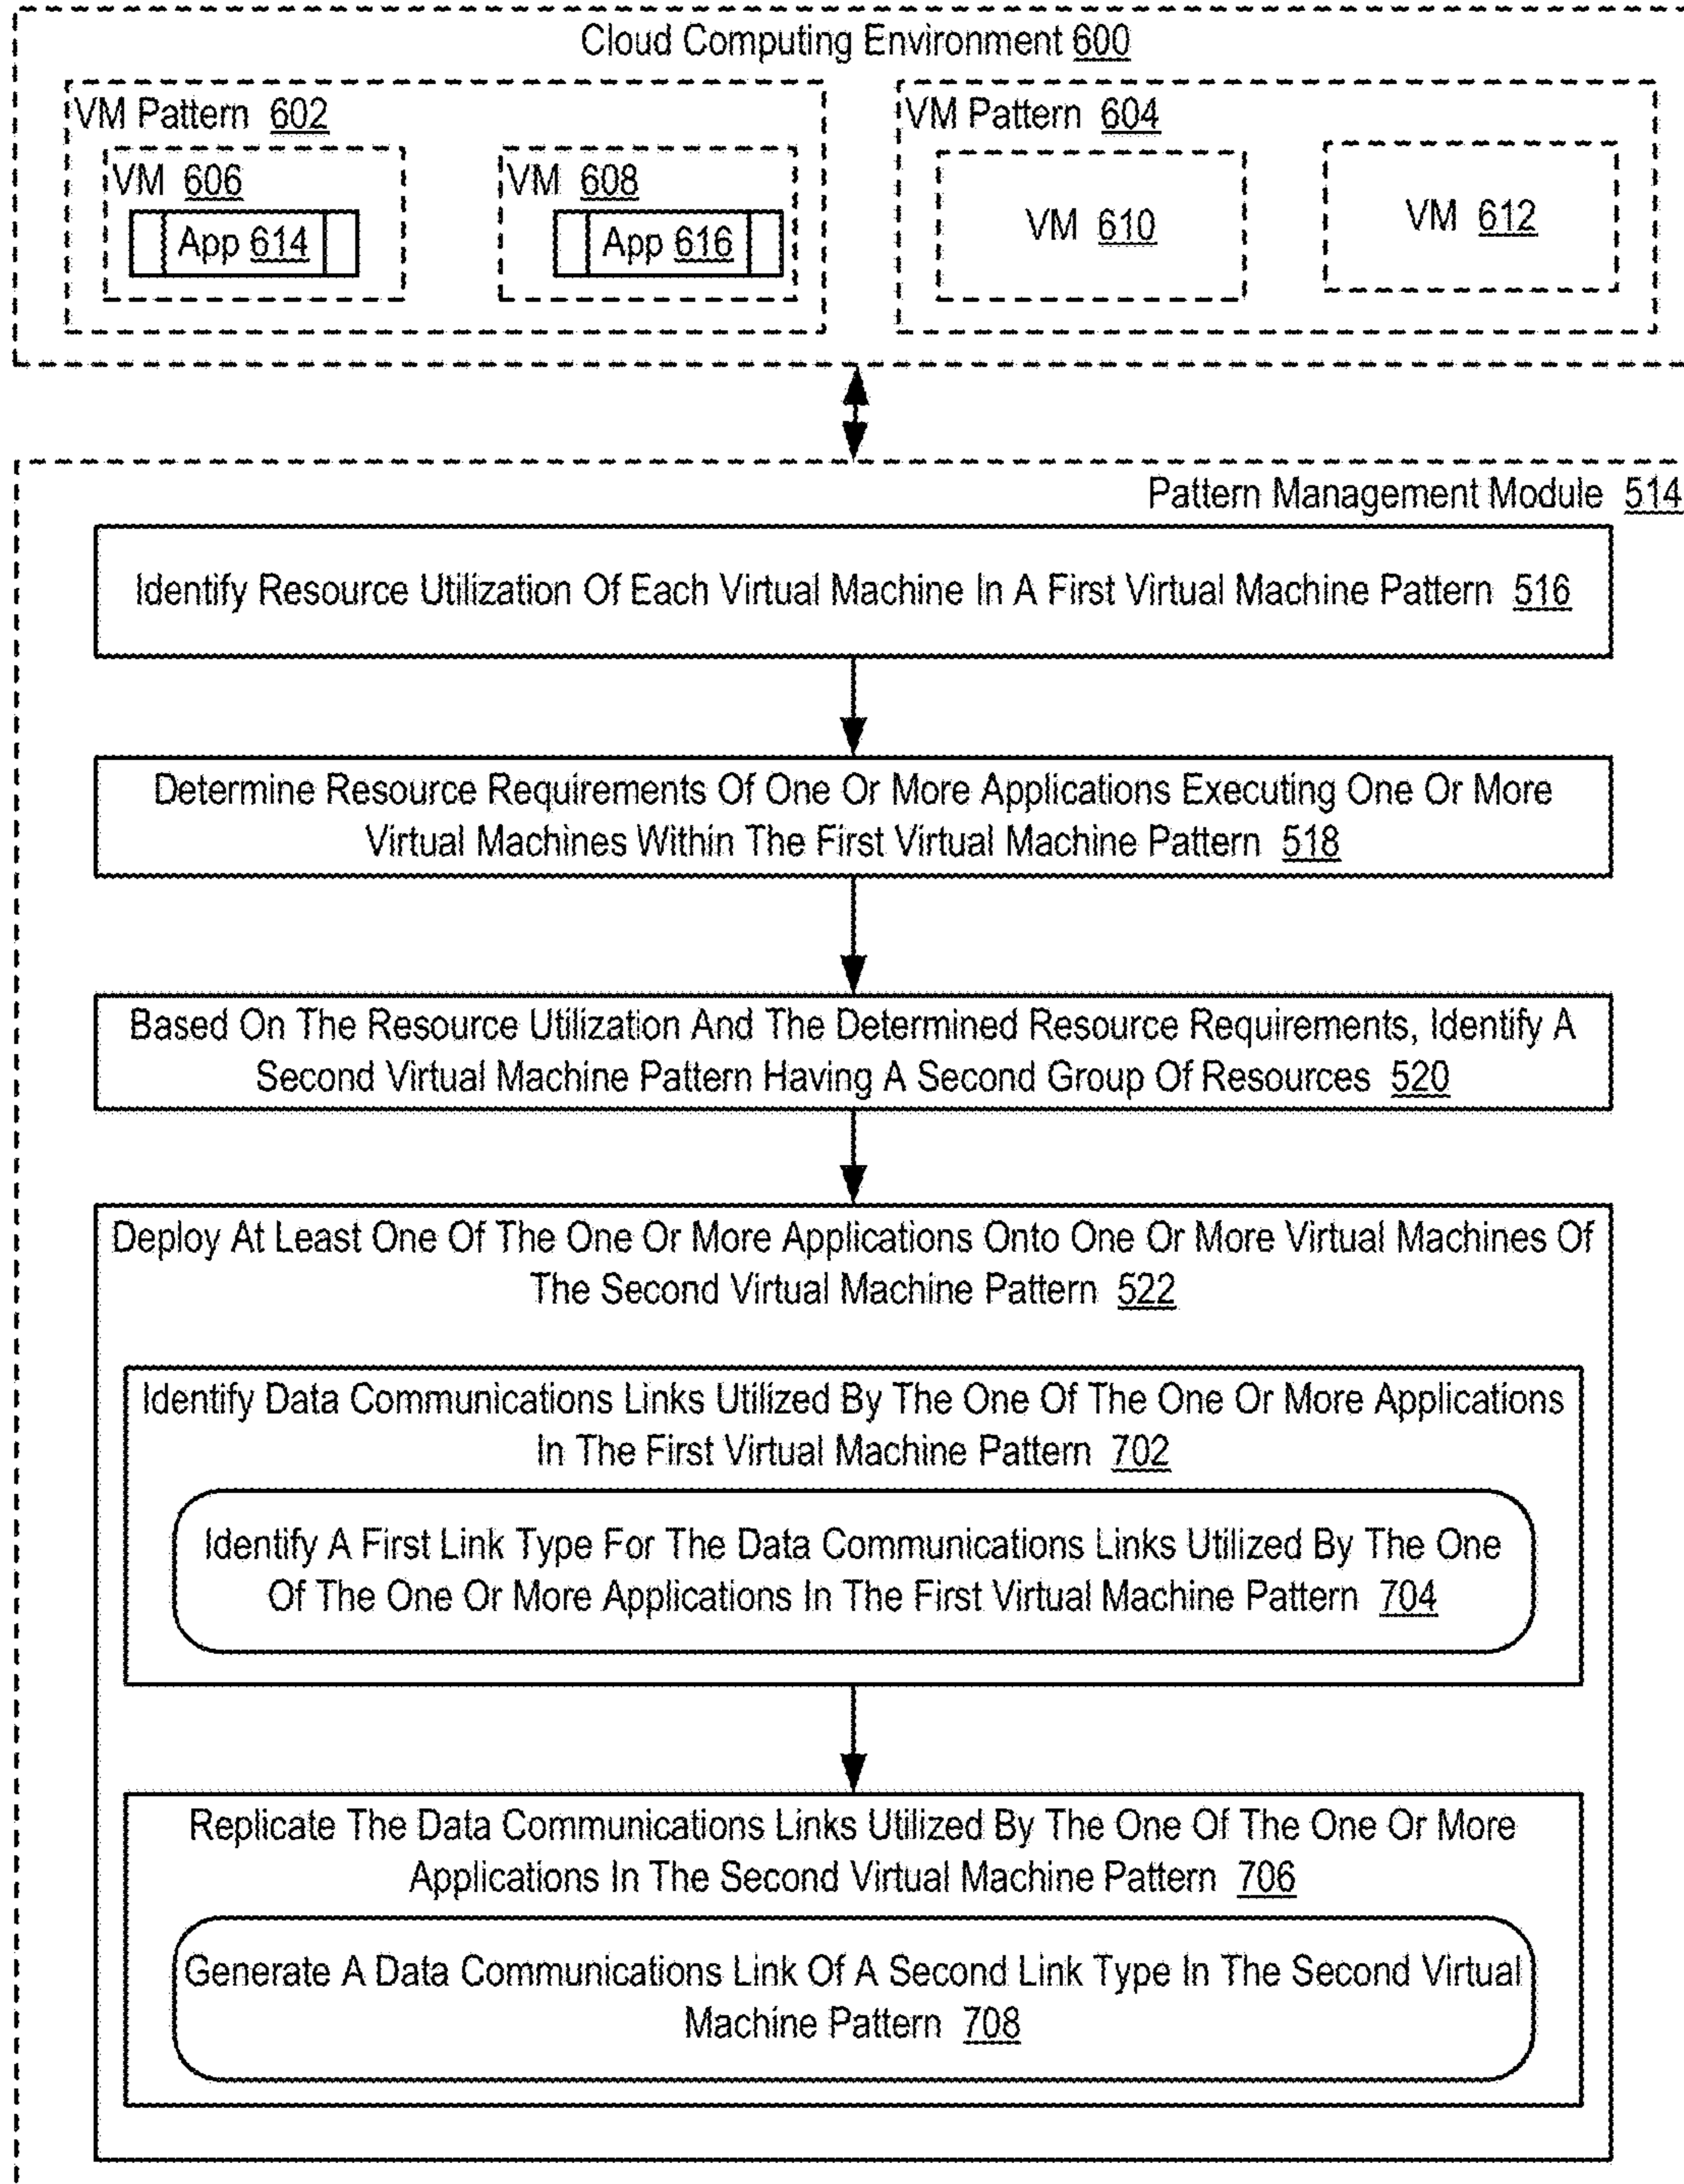 Cloud Computing Environment 600
VM Pattern 602
VM Pattern 604
VM 606
VM 608
VM 610
VM 612
App 614
App 616
Pattern Management Module 514
Identify Resource Utilization Of Each Virtual Machine In A First Virtual Machine Pattern 516
Determine Resource Requirements Of One Or More Applications Executing One Or More
Virtual Machines Within The First Virtual Machine Pattern 518
Based On The Resource Utilization And The Determined Resource Requirements, Identify A
Second Virtual Machine Pattern Having A Second Group Of Resources 520
Deploy At Least One Of The One Or More Applications Onto One Or More Virtual Machines Of
The Second Virtual Machine Pattern 522
Identify Data Communications Links Utilized By The One Of The One Or More Applications
In The First Virtual Machine Pattern 702
Identify A First Link Type For The Data Communications Links Utilized By The One
Of The One Or More Applications In The First Virtual Machine Pattern 704
Replicate The Data Communications Links Utilized By The One Of The One Or More
Applications In The Second Virtual Machine Pattern 706
Generate A Data Communications Link Of A Second Link Type In The Second Virtual
Machine Pattern 708